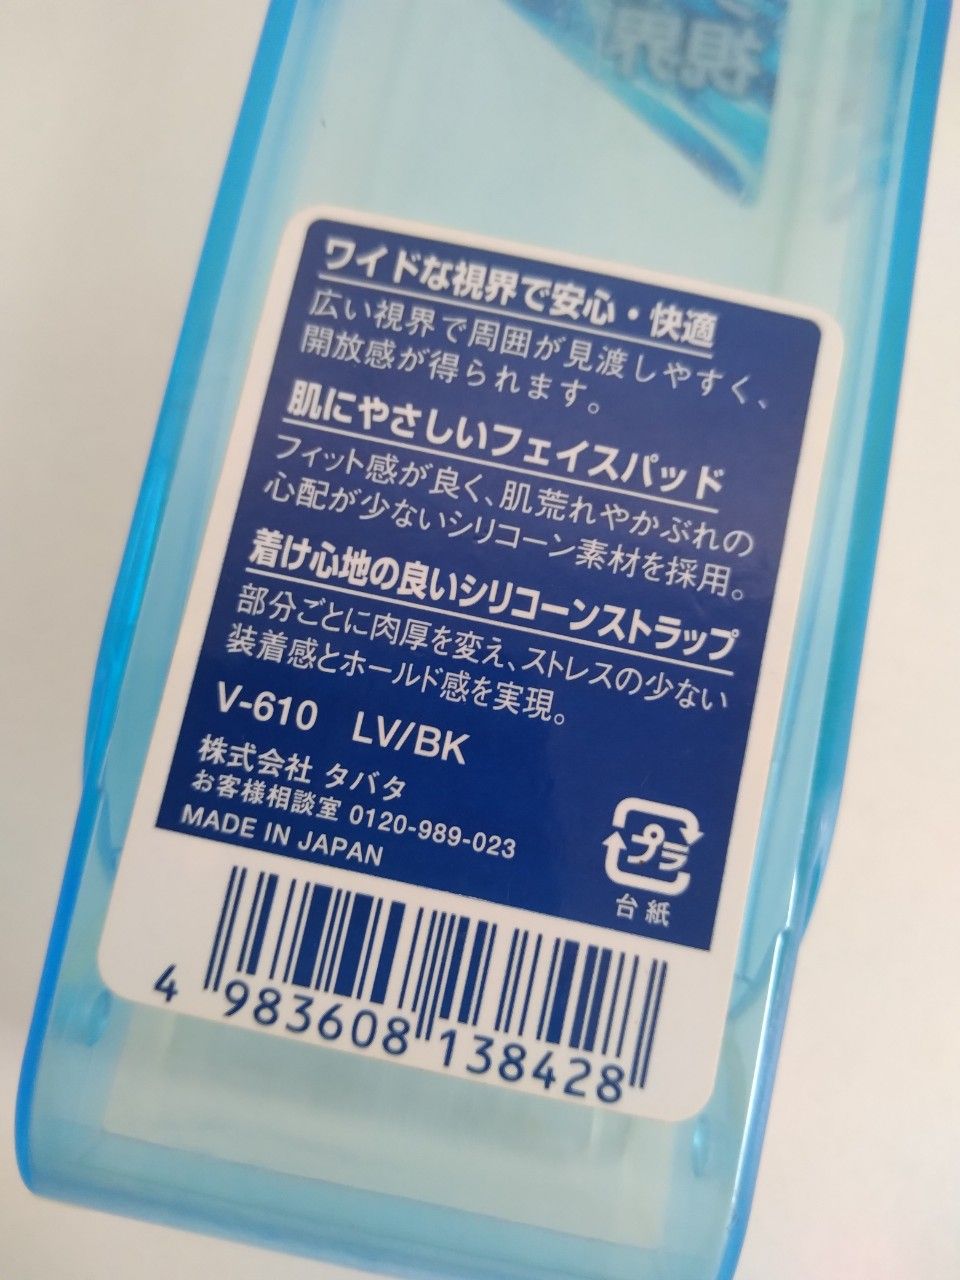 視
界
ワイドな視界で安心・快適
広い視界で周囲が見渡しやすく、
開放感が得られます。
肌にやさしいフェイスパッド
フィット感が良く、肌荒れやかぶれの
心配が少ないシリコーン素材を採用。
着け心地の良いシリコーンストラップ
部分ごとに肉厚を変え、ストレスの少ない
装着感とホールド感を実現。
V-610 LV/BK
株式会社 タバタ
お客様相談室 0120-989-023
MADE IN JAPAN
プラ
台紙
4 983608 138428